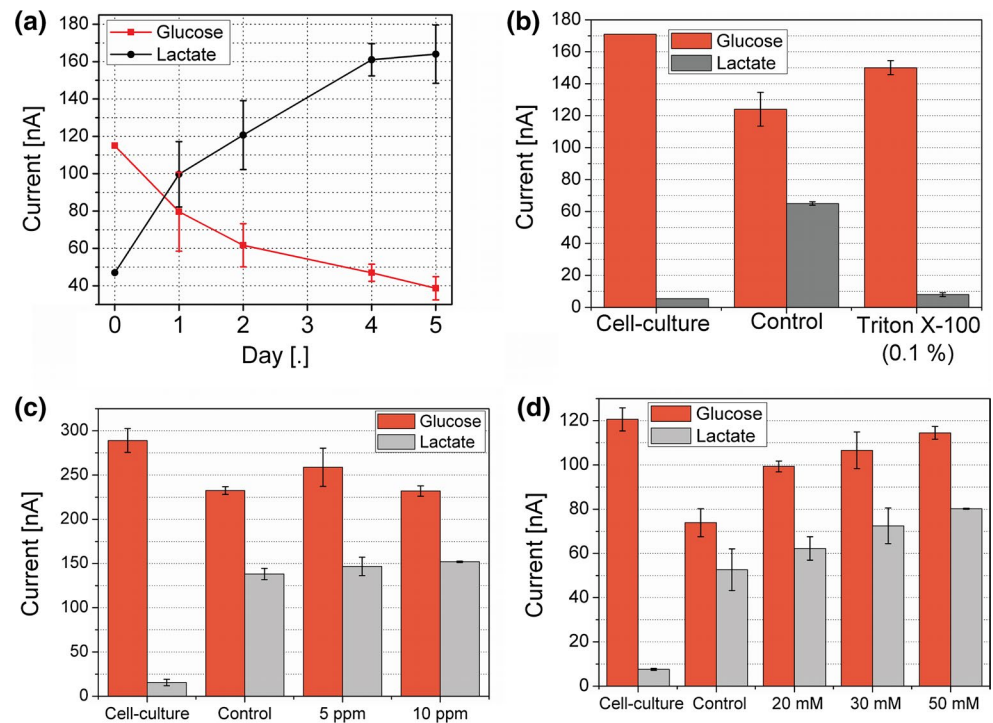 (a)
Glucose
Lactate
180
160
140
120
100
80
60
40
Current [nA]
0 1 2 3 4 5
Day [.]
(b)
Glucose
Lactate
170
160
140
120
100
80
60
40
20
10
0
Current [nA]
Cell-culture Control Triton X-100
(0.1 %)
(c)
Glucose
Lactate
300
250
200
150
100
50
0
Current [nA]
Cell-culture Control 5 ppm 10 ppm
(d)
Glucose
Lactate
120
100
80
60
40
20
10
0
Current [nA]
Cell-culture Control 20 mM 30 mM 50 mM